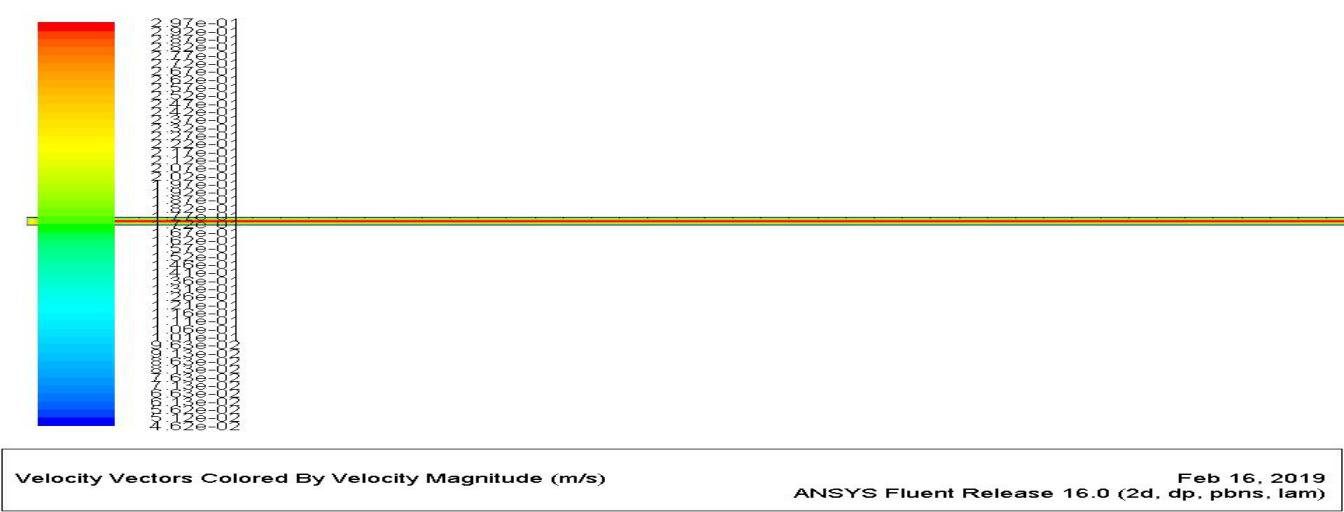 2.97e-01
2.92e-01
2.87e-01
2.82e-01
2.77e-01
2.72e-01
2.67e-01
2.62e-01
2.57e-01
2.52e-01
2.47e-01
2.42e-01
2.37e-01
2.32e-01
2.27e-01
2.22e-01
2.17e-01
2.12e-01
2.07e-01
2.02e-01
1.97e-01
1.92e-01
1.87e-01
1.82e-01
1.77e-01
1.67e-01
1.62e-01
1.57e-01
1.52e-01
1.46e-01
1.41e-01
1.36e-01
1.31e-01
1.26e-01
1.21e-01
1.16e-01
1.11e-01
1.06e-01
1.01e-01
9.63e-02
9.13e-02
8.63e-02
8.13e-02
7.63e-02
7.13e-02
6.63e-02
6.13e-02
5.62e-02
5.12e-02
4.62e-02
Velocity Vectors Colored By Velocity Magnitude (m/s)
Feb 16, 2019
ANSYS Fluent Release 16.0 (2d, dp, pbns, lam)